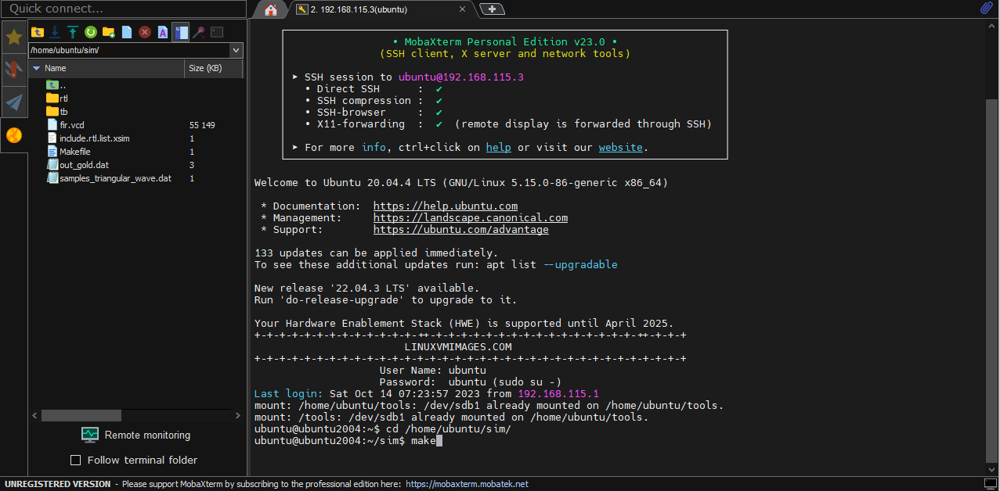 Quick connect...
2. 192.168.115.3(ubuntu)
/home/ubuntu/sim/
Name Size (KB)
..
rtl
tb
fir.vcd 55 149
include.rtl.list.xsim 1
Makefile 1
out_gold.dat 3
samples_triangular_wave.dat 1
Remote monitoring
Follow terminal folder
• MobaXterm Personal Edition v23.0 •
(SSH client, X server and network tools)
➤ SSH session to ubuntu@192.168.115.3
• Direct SSH : ✔
• SSH compression : ✔
• SSH-browser : ✔
• X11-forwarding : ✔ (remote display is forwarded through SSH)
➤ For more info, ctrl+click on help or visit our website.
Welcome to Ubuntu 20.04.4 LTS (GNU/Linux 5.15.0-86-generic x86_64)
* Documentation: https://help.ubuntu.com
* Management: https://landscape.canonical.com
* Support: https://ubuntu.com/advantage
133 updates can be applied immediately.
To see these additional updates run: apt list --upgradable
New release '22.04.3 LTS' available.
Run 'do-release-upgrade' to upgrade to it.
Your Hardware Enablement Stack (HWE) is supported until April 2025.
+-+-+-+-+-+-+-+-+-+-+-+-+-++-+-+-+-+-+-+-+-+-+-+-+-+-+-+-+-+-++-+-+-+
LINUXVMIMAGES.COM
+-+-+-+-+-+-+-+-+-+-+-+-+-+-+-+-+-+-+-+-+-+-+-+-+-+-+-+-+-+-+-+-+-+-+
User Name: ubuntu
Password: ubuntu (sudo su -)
Last login: Sat Oct 14 07:23:57 2023 from 192.168.115.1
mount: /home/ubuntu/tools: /dev/sdb1 already mounted on /home/ubuntu/tools.
mount: /tools: /dev/sdb1 already mounted on /home/ubuntu/tools.
ubuntu@ubuntu2004:~$ cd /home/ubuntu/sim/
ubuntu@ubuntu2004:~/sim$ make
UNREGISTERED VERSION - Please support MobaXterm by subscribing to the professional edition here: https://mobaxterm.mobatek.net